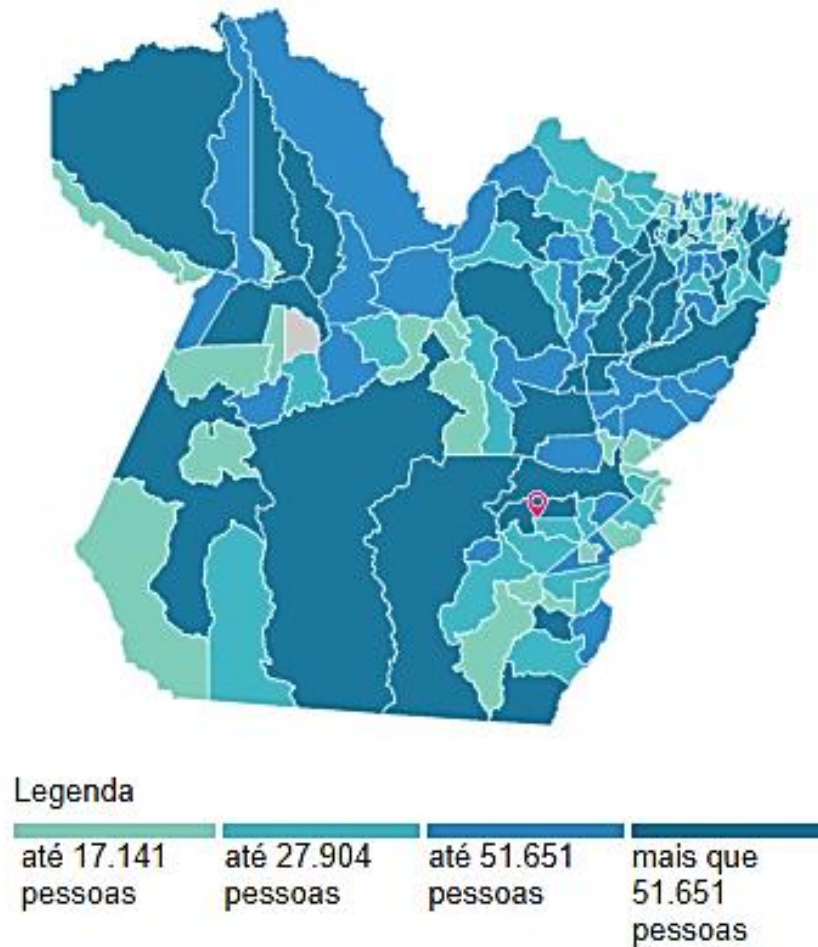 Legenda
até 17.141
pessoas
até 27.904
pessoas
até 51.651
pessoas
mais que
51.651
pessoas